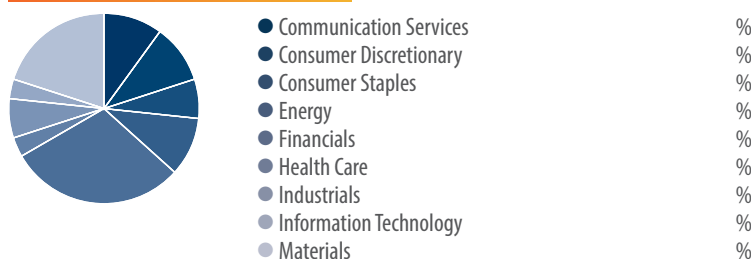 Communication Services %
Consumer Discretionary %
Consumer Staples %
Energy %
Financials %
Health Care %
Industrials %
Information Technology %
Materials %